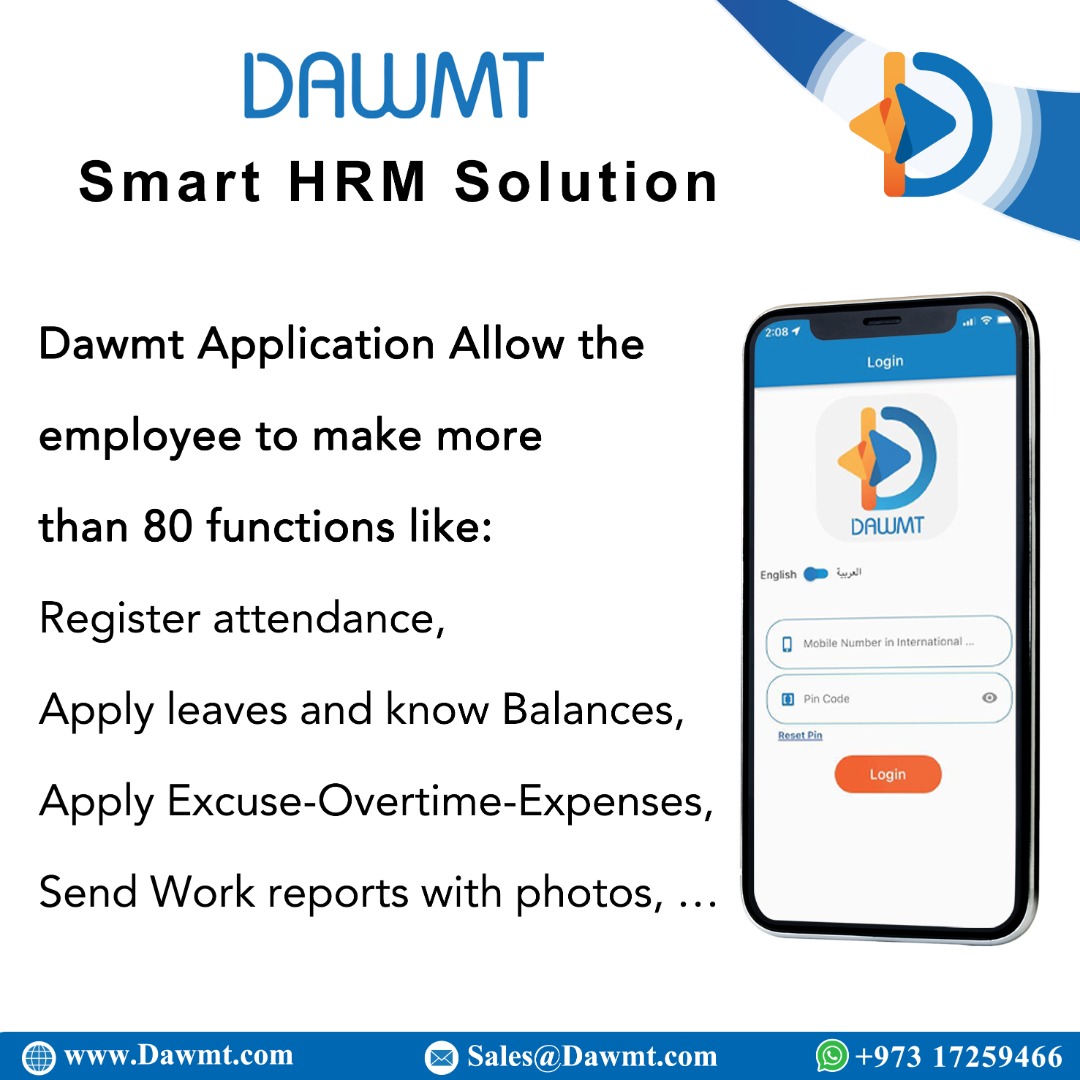 DAWMT
Smart HRM Solution
Dawmt Application Allow the
employee to make more
than 80 functions like:
Register attendance,
Apply leaves and know Balances,
Apply Excuse-Overtime-Expenses,
Send Work reports with photos, ...
2:08
Login
DAWMT
English العربية
Mobile Number in International ...
Pin Code
Reset Pin
Login
www.Dawmt.com Sales@Dawmt.com +973 17259466